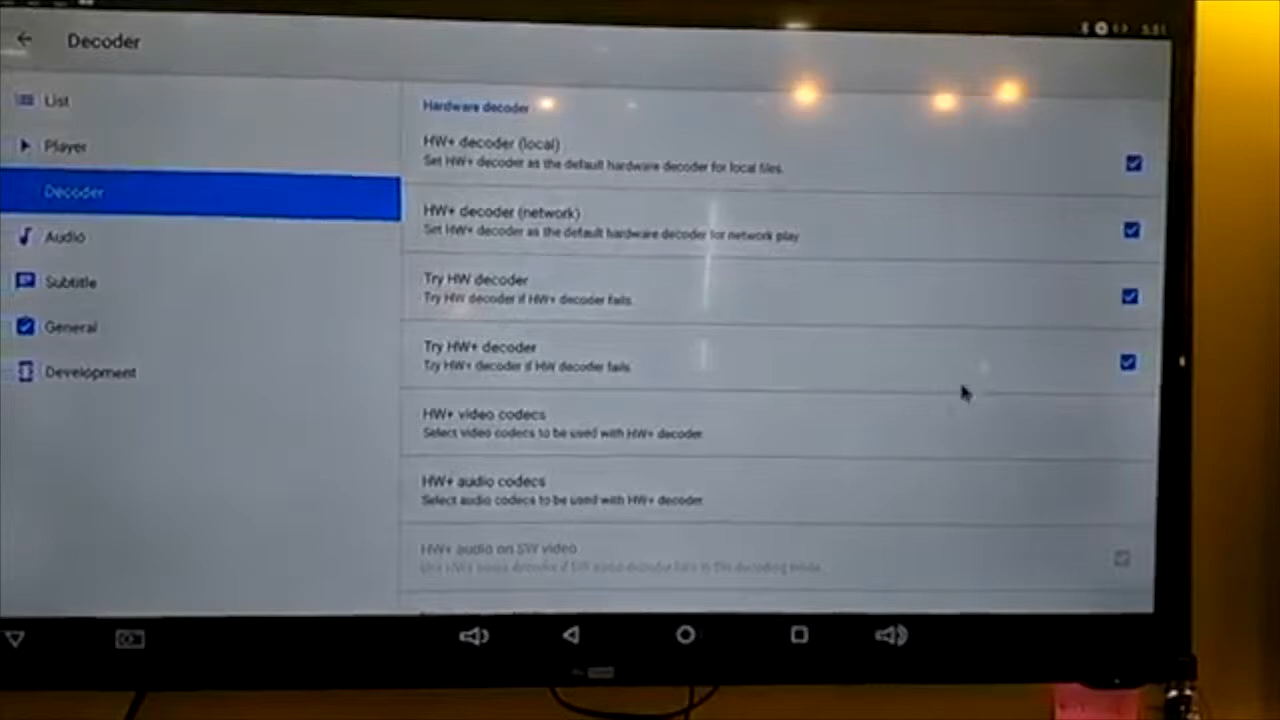 Decoder
List
Player
Decoder
Audio
Subtitle
General
Development
Hardware decoder
HW+ decoder (local)
Set HW+ decoder as the default hardware decoder for local files.
HW+ decoder (network)
Set HW+ decoder as the default hardware decoder for network play
Try HW decoder
Try HW decoder if HW+ decoder fails.
Try HW+ decoder
Try HW+ decoder if HW decoder fails
HW+ video codecs
Select video codecs to be used with HW+ decoder
HW+ audio codecs
Select audio codecs to be used with HW+ decoder
HW+ audio on SW video